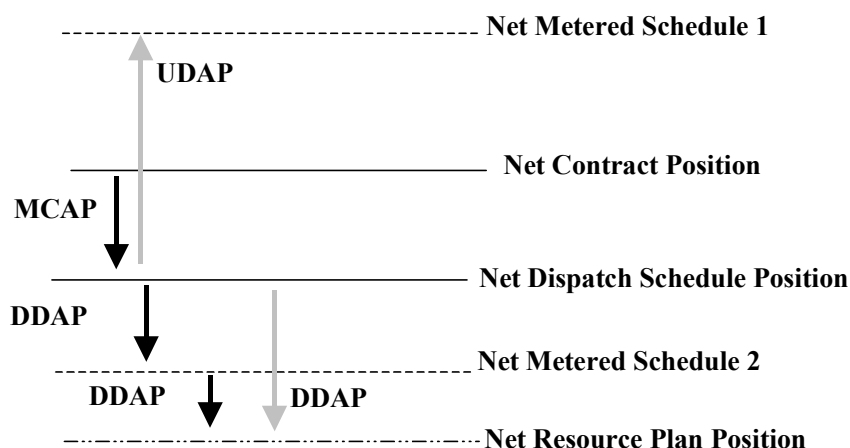 Net Metered Schedule 1
UDAP
Net Contract Position
MCAP
Net Dispatch Schedule Position
DDAP
Net Metered Schedule 2
DDAP
DDAP
Net Resource Plan Position